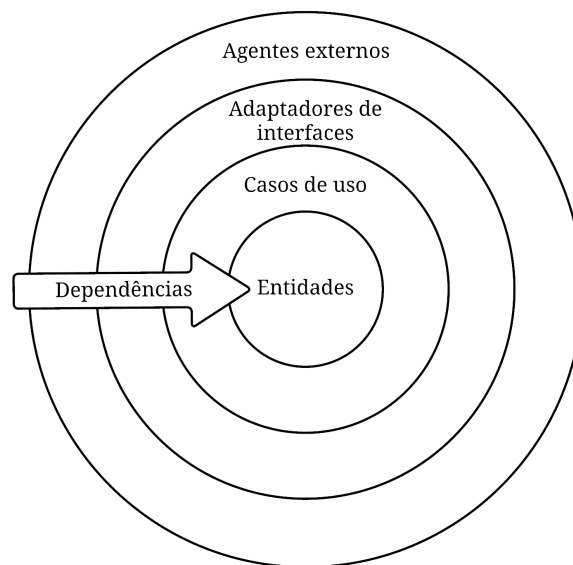 Agentes externos
Adaptadores de
interfaces
Casos de uso
Dependências
Entidades